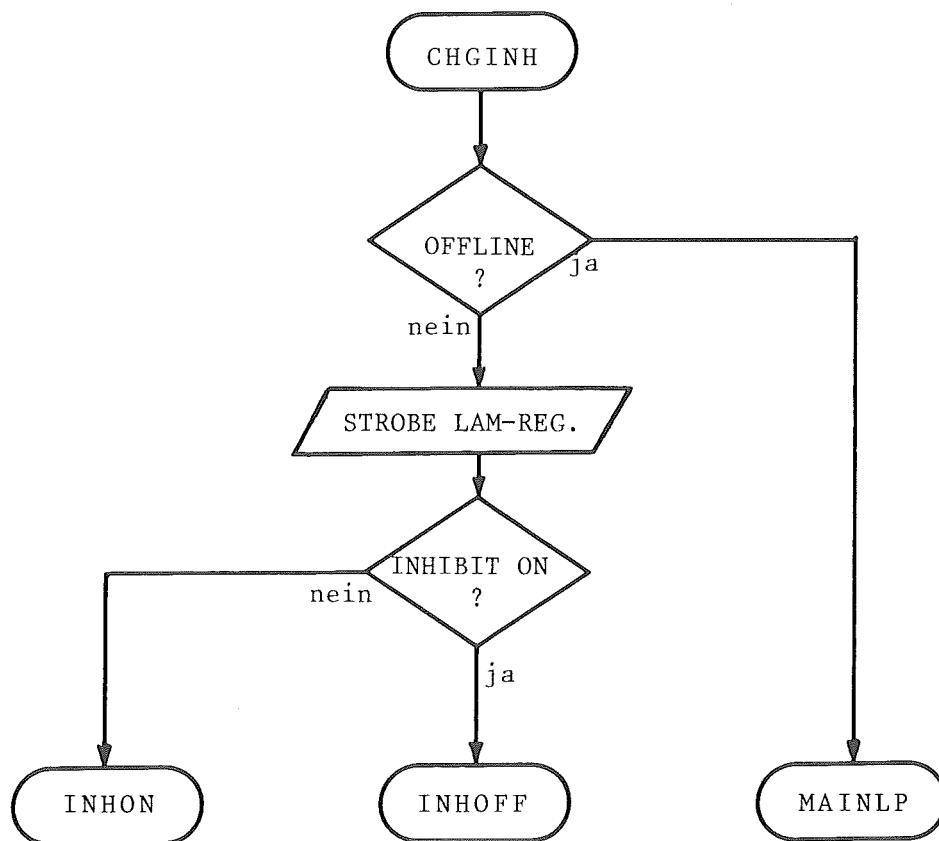 CHGINH
OFFLINE
?
ja
nein
STROBE LAM-REG.
INHIBIT ON
?
nein
ja
INHON
INHOFF
MAINLP